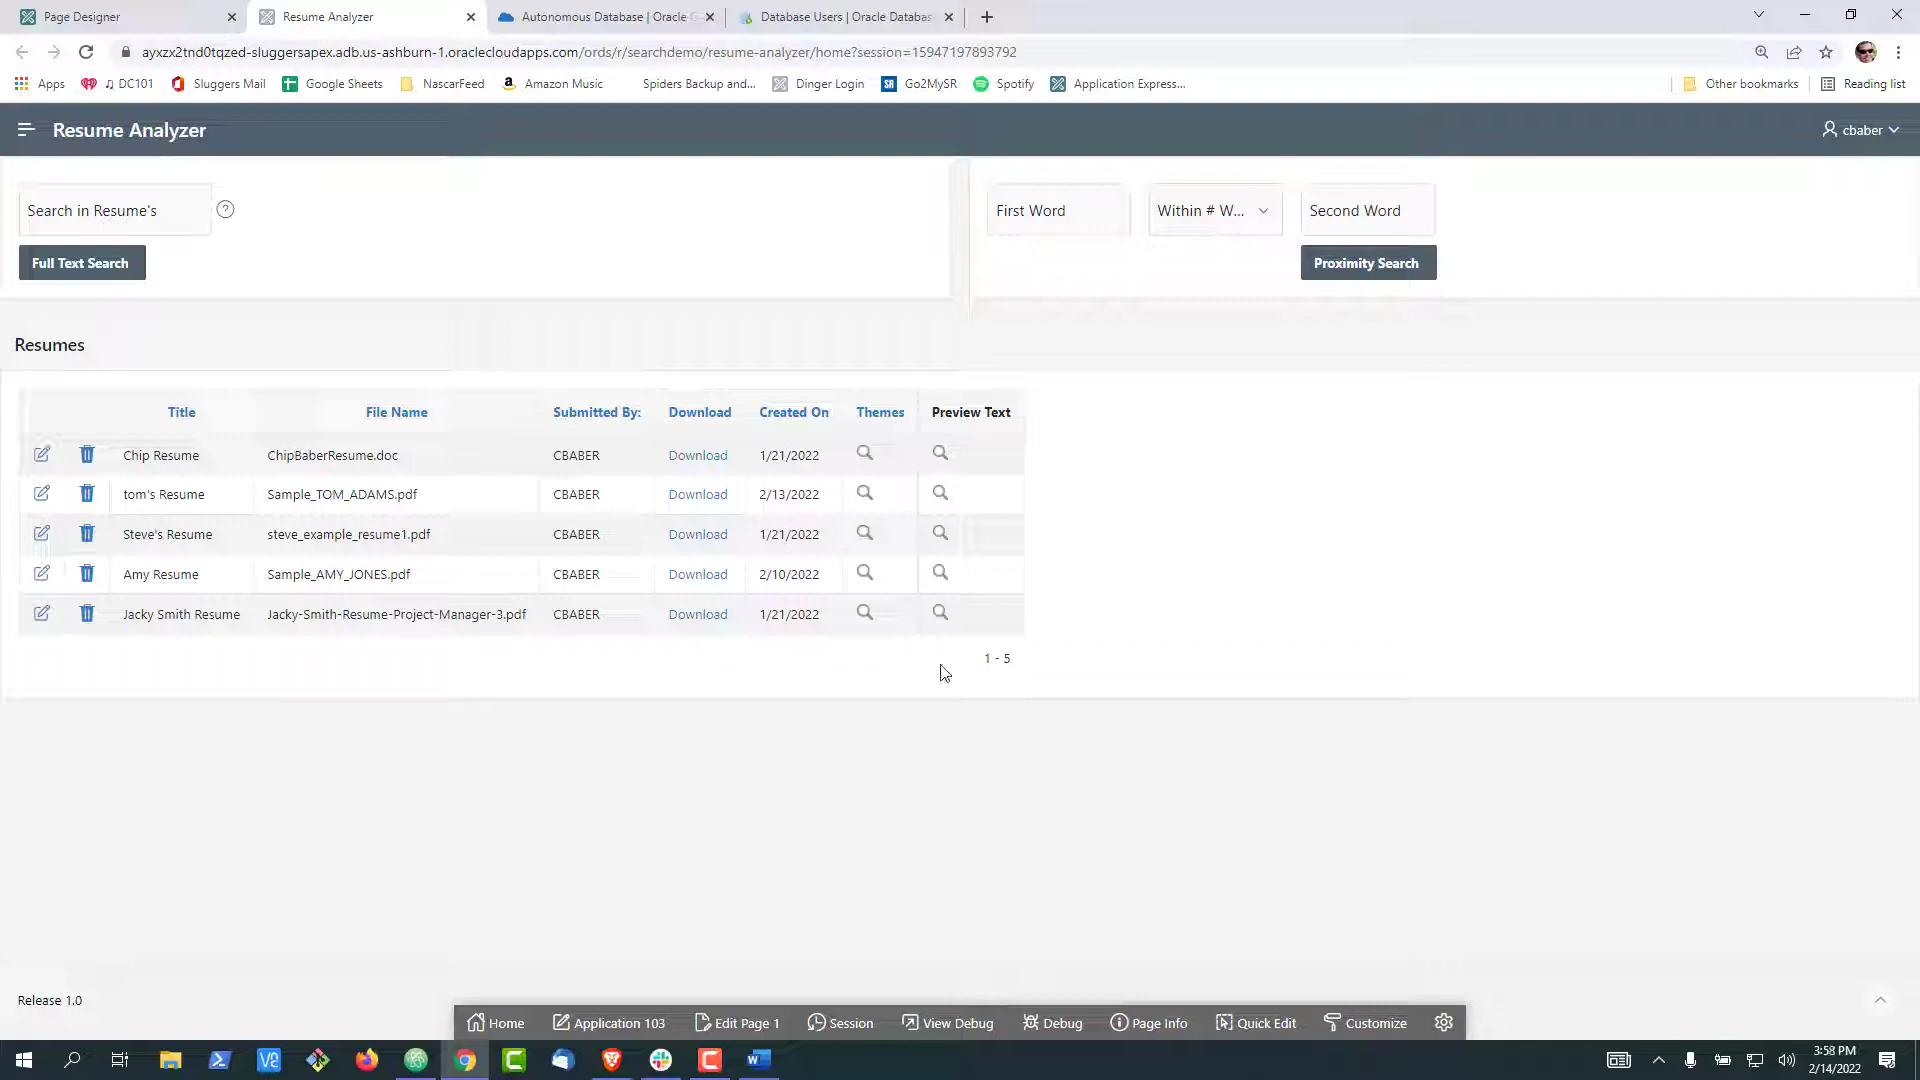 Page Designer
Resume Analyzer
Autonomous Database | Oracle
Database Users | Oracle Databas
ayxzx2tnd0tqzed-sluggersapex.adb.us-ashburn-1.oraclecloudapps.com/ords/r/searchdemo/resume-analyzer/home?session=15947197893792
Apps
♫ DC101
Sluggers Mail
Google Sheets
NascarFeed
Amazon Music
Spiders Backup and...
Dinger Login
SR Go2MySR
Spotify
Application Express...
Other bookmarks
Reading list
Resume Analyzer
cbaber
Search in Resume's
First Word
Within # W...
Second Word
Full Text Search
Proximity Search
Resumes
Title File Name Submitted By: Download Created On Themes Preview Text
Chip Resume ChipBaberResume.doc CBABER Download 1/21/2022
tom's Resume Sample_TOM_ADAMS.pdf CBABER Download 2/13/2022
Steve's Resume steve_example_resume1.pdf CBABER Download 1/21/2022
Amy Resume Sample_AMY_JONES.pdf CBABER Download 2/10/2022
Jacky Smith Resume Jacky-Smith-Resume-Project-Manager-3.pdf CBABER Download 1/21/2022
1 - 5
Release 1.0
Home Application 103 Edit Page 1 Session View Debug Debug Page Info Quick Edit Customize
3:58 PM
2/14/2022